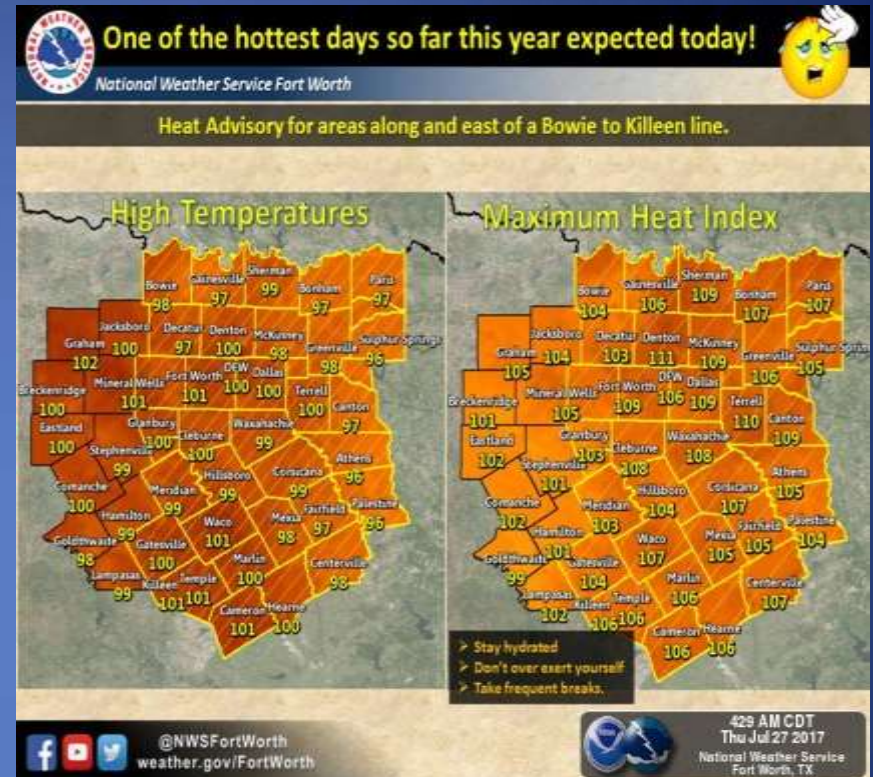 One of the hottest days so far this year expected today!
National Weather Service Fort Worth
Heat Advisory for areas along and east of a Bowie to Killeen line.
High Temperatures
Bowie 98
Gainesville 97
Sherman 99
Bonham 97
Paris 97
Graham 102
Jacksboro 100
Decatur 97
Denton 100
McKinney 98
Greenville 98
Sulphur Springs 96
Breckenridge 100
Mineral Wells 101
Fort Worth 101
DFW 100
Dallas 100
Terrell 100
Canton 97
Eastland 100
Stephenville 99
Granbury 100
Cleburne 100
Waxahachie 99
Athens 96
Comanche 100
Hamilton 99
Meridian 99
Hillsboro 99
Corsicana 99
Palestine 96
Goldthwaite 98
Gatesville 100
Waco 101
Mexia 98
Fairfield 97
Lampasas 99
Killeen 101
Temple 101
Marlin 100
Centerville 98
Cameron 101
Hearne 100
Maximum Heat Index
Bowie 104
Gainesville 106
Sherman 109
Bonham 107
Paris 107
Graham 105
Jacksboro 104
Decatur 103
Denton 111
McKinney 109
Greenville 106
Sulphur Sprin
105
Breckenridge 101
Mineral Wells 105
Fort Worth 109
DFW 106
Dallas 109
Terrell 110
Canton 109
Eastland 102
Stephenville 101
Granbury 103
Cleburne 108
Waxahachie 108
Athens 105
Comanche 102
Hamilton 101
Meridian 103
Hillsboro 104
Corsicana 107
Palestine 104
Goldthwaite 99
Gatesville 104
Waco 107
Mexia 105
Fairfield 105
Lampasas 102
Killeen 106
Temple 106
Marlin 106
Centerville 107
Cameron 106
Hearne 106
Stay hydrated
Don't over exert yourself
Take frequent breaks.
@NWSFortWorth
weather.gov/FortWorth
429 AM CDT
Thu Jul 27 2017
National Weather Service
Fort Worth, TX